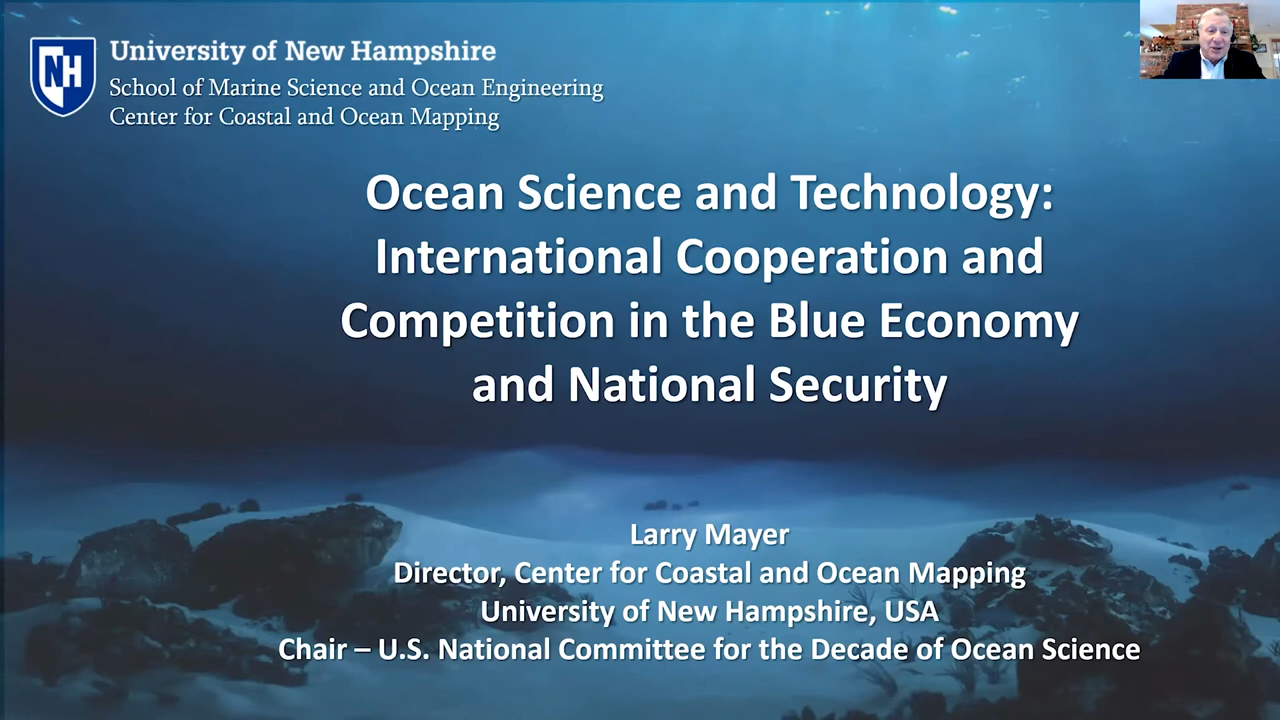 NH
University of New Hampshire
School of Marine Science and Ocean Engineering
Center for Coastal and Ocean Mapping
Ocean Science and Technology:
International Cooperation and
Competition in the Blue Economy
and National Security
Larry Mayer
Director, Center for Coastal and Ocean Mapping
University of New Hampshire, USA
Chair – U.S. National Committee for the Decade of Ocean Science